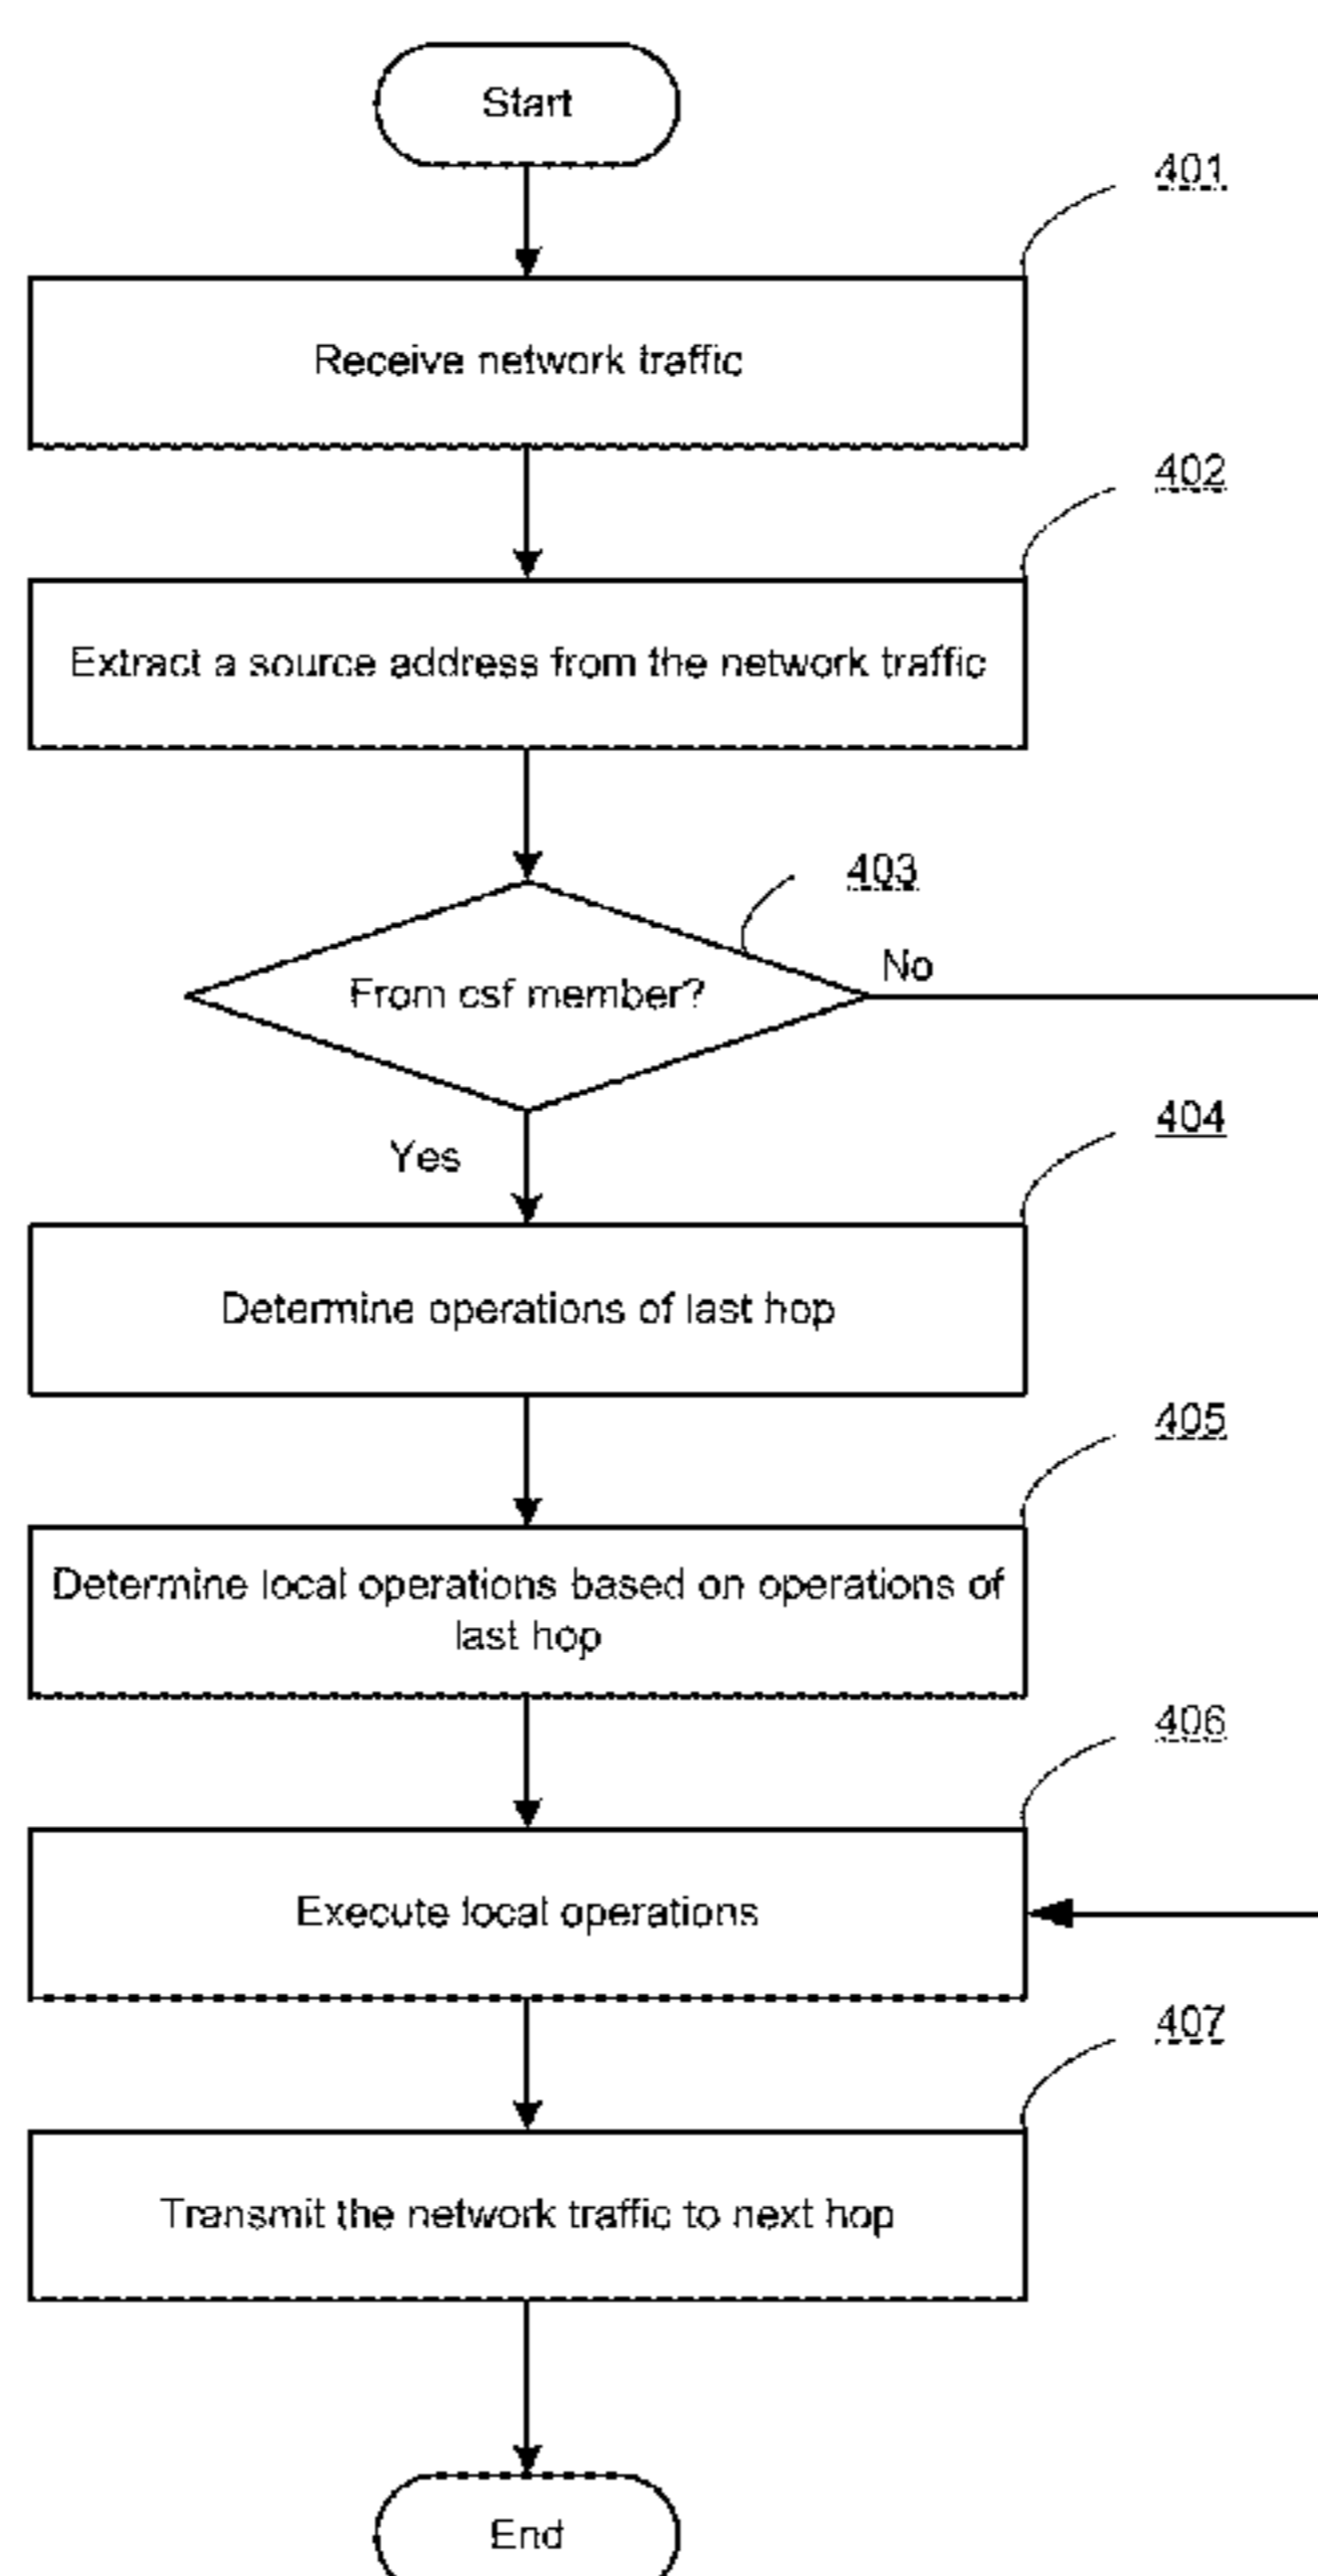 Start
401
Receive network traffic
402
Extract a source address from the network traffic
403
From csf member?
No
Yes
404
Determine operations of last hop
405
Determine local operations based on operations of
last hop
406
Execute local operations
407
Transmit the network traffic to next hop
End